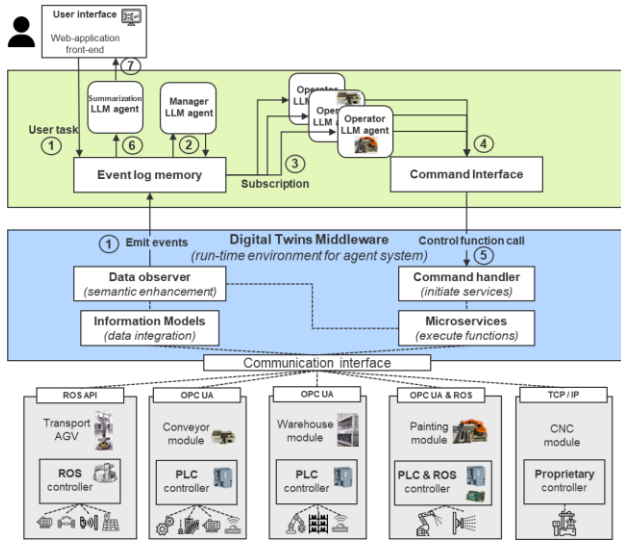 User interface
Web-application
front-end
7
Summarization
LLM agent
Manager
LLM agent
Operator
LLM
Oper
LLM a
Operator
LLM agent
User task
1
6
2
3
4
Event log memory
Subscription
Command Interface
1
Emit events
Digital Twins Middleware
(run-time environment for agent system)
Control function call
5
Data observer
(semantic enhancement)
Command handler
(initiate services)
Information Models
(data integration)
Microservices
(execute functions)
Communication interface
ROS API
Transport
AGV
ROS
controller
OPC UA
Conveyor
module
PLC
controller
OPC UA
Warehouse
module
PLC
controller
OPC UA & ROS
Painting
module
PLC & ROS
controller
TCP / IP
CNC
module
Proprietary
controller